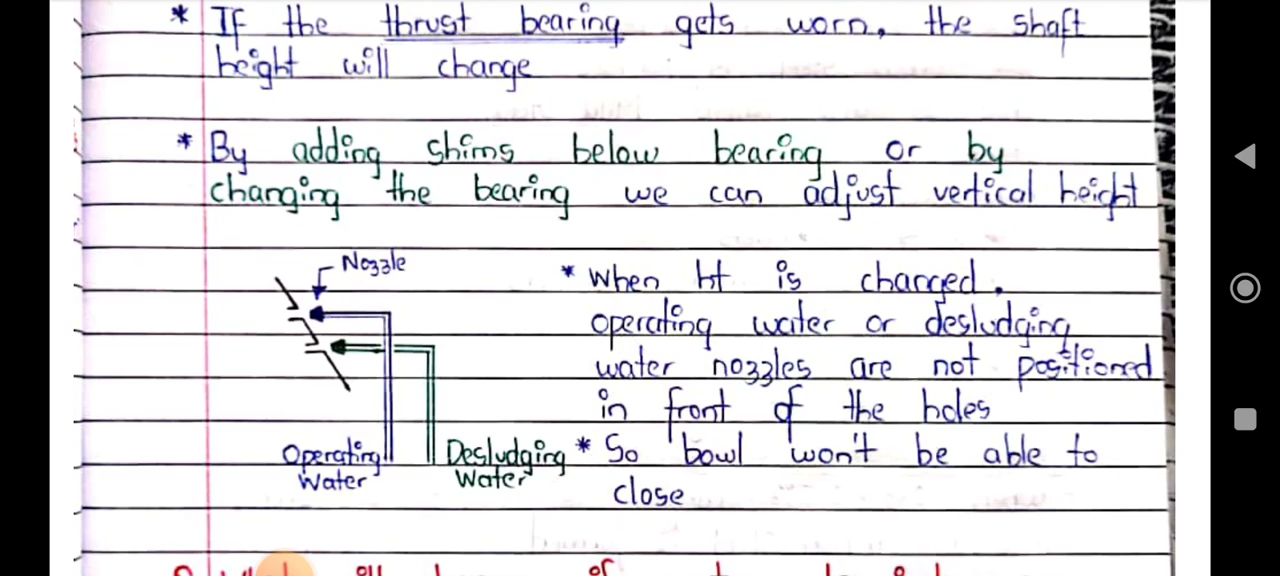 * If the thrust bearing gets worn, the shaft
height will change
* By adding shims below bearing or by
changing the bearing we can adjust vertical height
Nozzle
* When ht is changed,
operating water or desludging
water nozzles are not positioned
in front of the holes
* So bowl won't be able to
close
Operating
Water
Desludging
Water